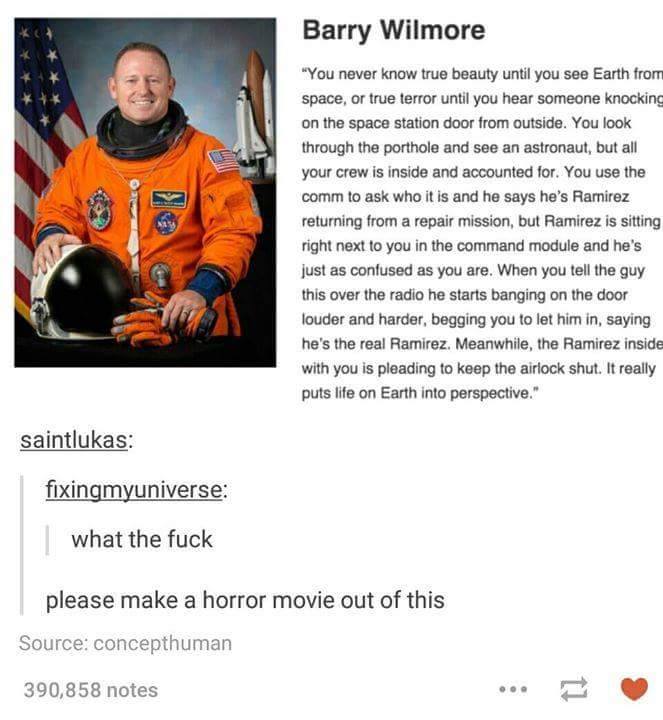 Barry Wilmore
"You never know true beauty until you see Earth from
space, or true terror until you hear someone knocking
on the space station door from outside. You look
through the porthole and see an astronaut, but all
your crew is inside and accounted for. You use the
comm to ask who it is and he says he's Ramirez
returning from a repair mission, but Ramirez is sitting
right next to you in the command module and he's
just as confused as you are. When you tell the guy
this over the radio he starts banging on the door
louder and harder, begging you to let him in, saying
he's the real Ramirez. Meanwhile, the Ramirez inside
with you is pleading to keep the airlock shut. It really
puts life on Earth into perspective."
NASA
saintlukas:
fixingmyuniverse:
what the fuck
please make a horror movie out of this
Source: concepthuman
390,858 notes